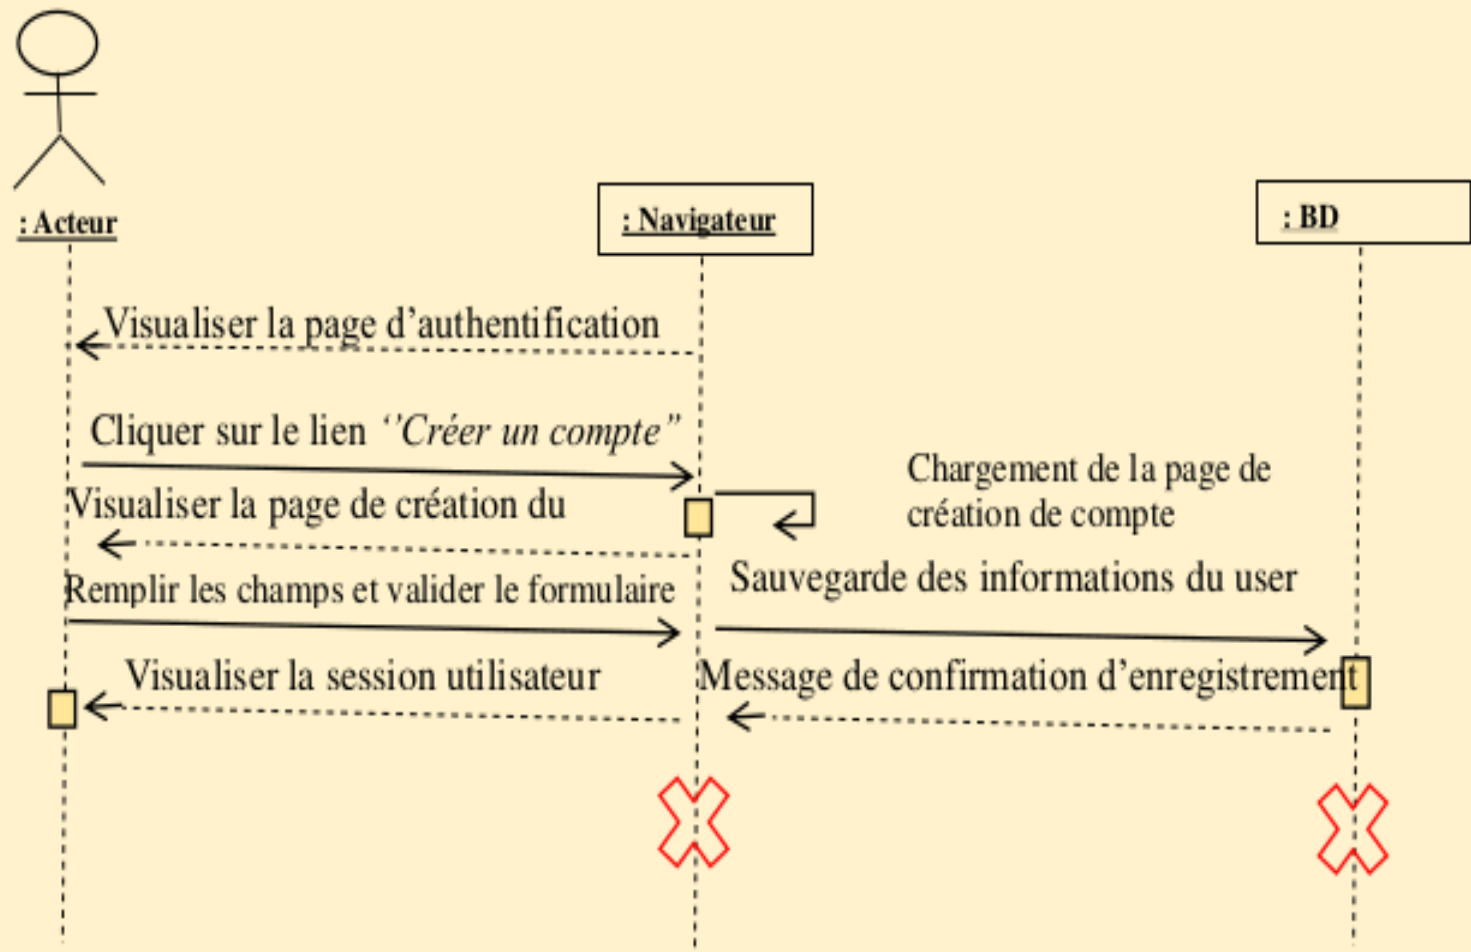 : Acteur
: Navigateur
: BD
Visualiser la page d’authentification
Cliquer sur le lien ‘’Créer un compte”
Chargement de la page de
création de compte
Visualiser la page de création du
Remplir les champs et valider le formulaire
Sauvegarde des informations du user
Visualiser la session utilisateur
Message de confirmation d’enregistrement